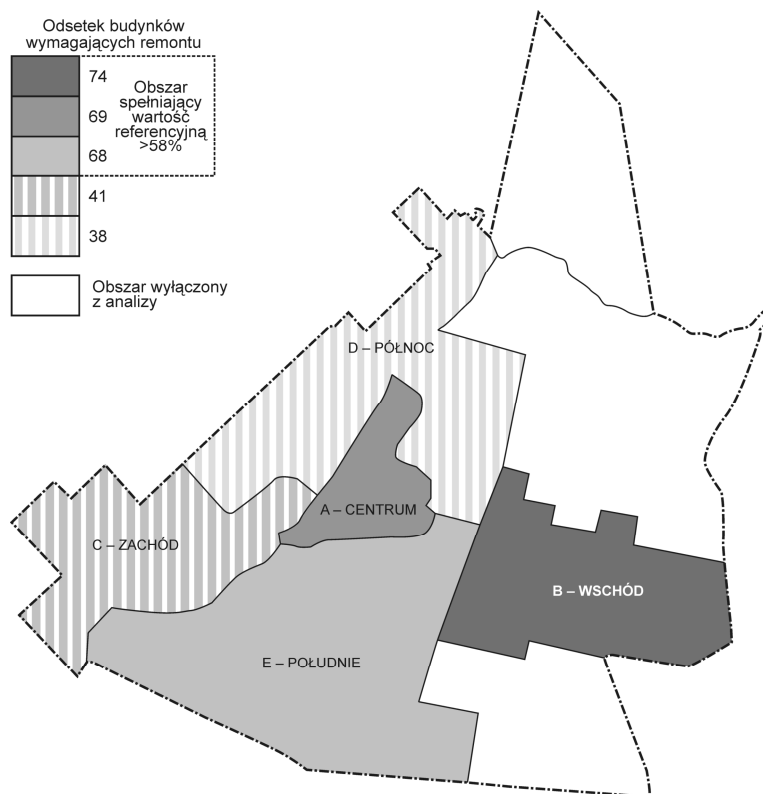 Odsetek budynków
wymagających remontu
74
69
68
41
38
Obszar
spełniający
wartość
referencyjną
>58%
Obszar wyłączony
z analizy
D – PÓŁNOC
A – CENTRUM
C – ZACHÓD
B – WSCHÓD
E – POŁUDNIE